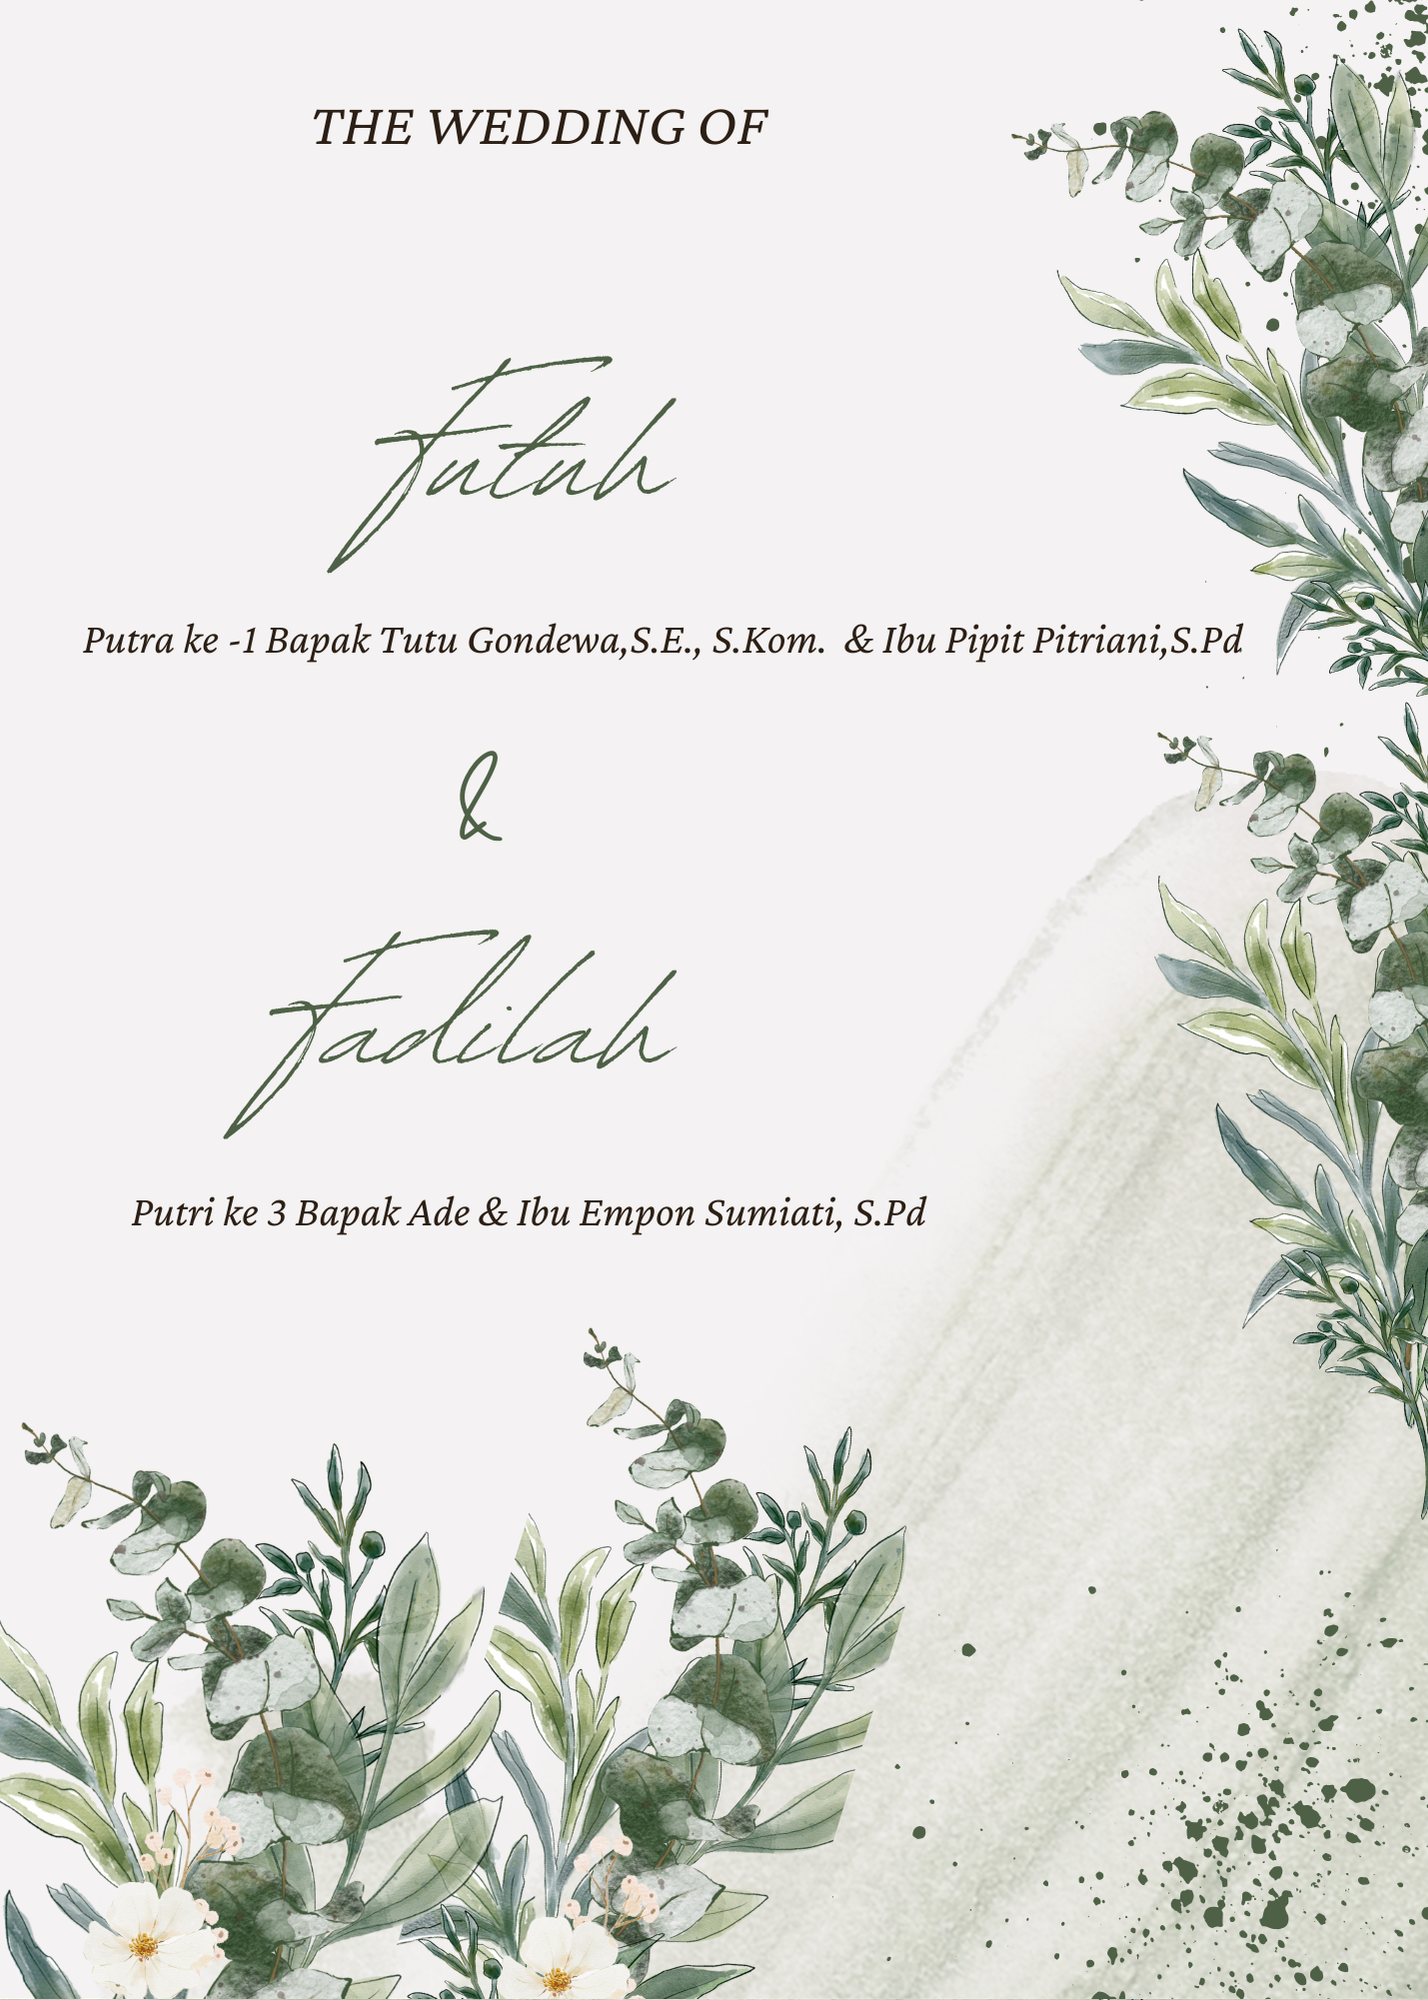 THE WEDDING OF
Futuh
Putra ke -1 Bapak Tutu Gondewa,S.E., S.Kom.  & Ibu Pipit Pitriani,S.Pd
&
Fadilah
Putri ke 3 Bapak Ade & Ibu Empon Sumiati, S.Pd